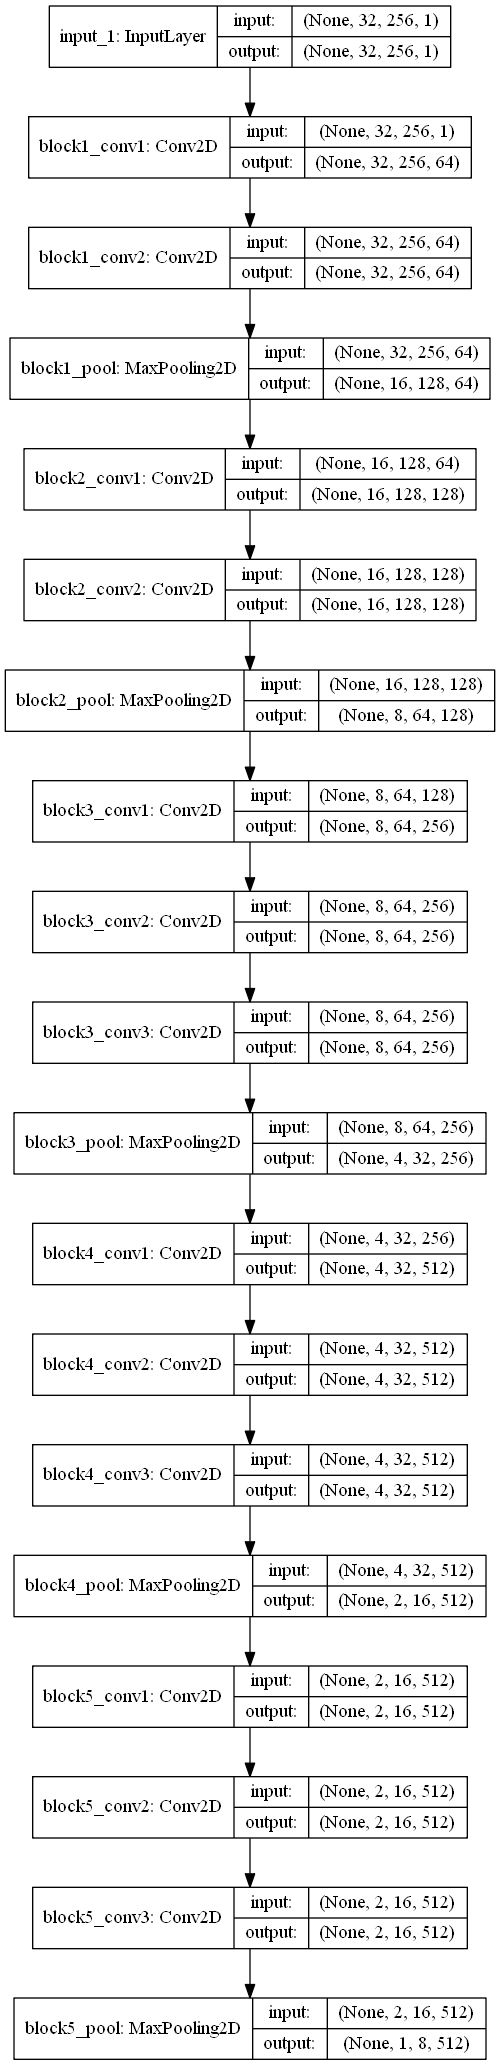 input_1: InputLayer
input: (None, 32, 256, 1)
output: (None, 32, 256, 1)
block1_conv1: Conv2D
input: (None, 32, 256, 1)
output: (None, 32, 256, 64)
block1_conv2: Conv2D
input: (None, 32, 256, 64)
output: (None, 32, 256, 64)
block1_pool: MaxPooling2D
input: (None, 32, 256, 64)
output: (None, 16, 128, 64)
block2_conv1: Conv2D
input: (None, 16, 128, 64)
output: (None, 16, 128, 128)
block2_conv2: Conv2D
input: (None, 16, 128, 128)
output: (None, 16, 128, 128)
block2_pool: MaxPooling2D
input: (None, 16, 128, 128)
output: (None, 8, 64, 128)
block3_conv1: Conv2D
input: (None, 8, 64, 128)
output: (None, 8, 64, 256)
block3_conv2: Conv2D
input: (None, 8, 64, 256)
output: (None, 8, 64, 256)
block3_conv3: Conv2D
input: (None, 8, 64, 256)
output: (None, 8, 64, 256)
block3_pool: MaxPooling2D
input: (None, 8, 64, 256)
output: (None, 4, 32, 256)
block4_conv1: Conv2D
input: (None, 4, 32, 256)
output: (None, 4, 32, 512)
block4_conv2: Conv2D
input: (None, 4, 32, 512)
output: (None, 4, 32, 512)
block4_conv3: Conv2D
input: (None, 4, 32, 512)
output: (None, 4, 32, 512)
block4_pool: MaxPooling2D
input: (None, 4, 32, 512)
output: (None, 2, 16, 512)
block5_conv1: Conv2D
input: (None, 2, 16, 512)
output: (None, 2, 16, 512)
block5_conv2: Conv2D
input: (None, 2, 16, 512)
output: (None, 2, 16, 512)
block5_conv3: Conv2D
input: (None, 2, 16, 512)
output: (None, 2, 16, 512)
block5_pool: MaxPooling2D
input: (None, 2, 16, 512)
output: (None, 1, 8, 512)